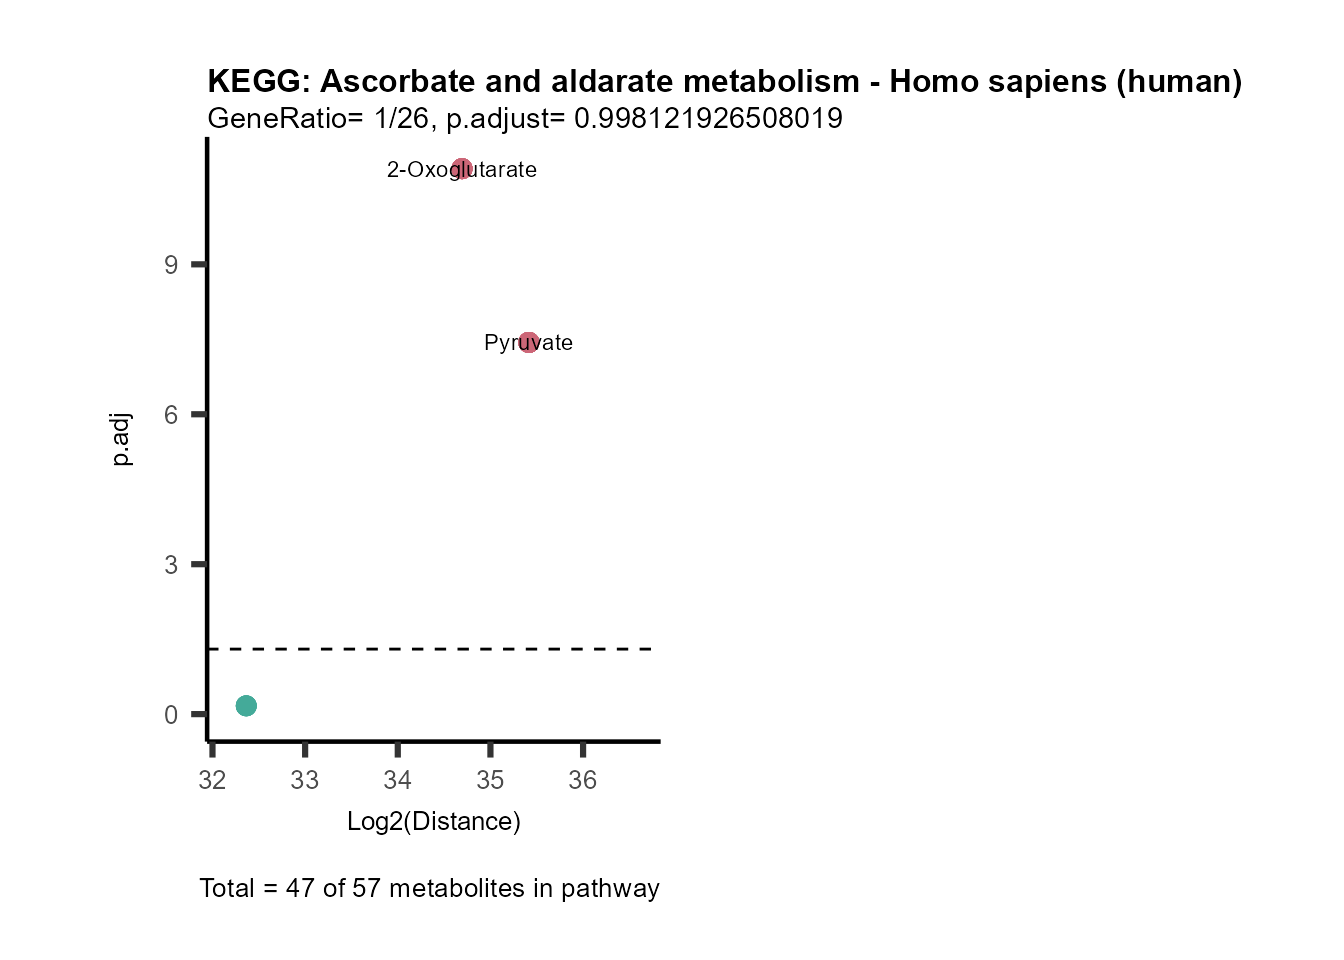 KEGG: Ascorbate and aldarate metabolism - Homo sapiens (human)
GeneRatio= 1/26, p.adjust= 0.998121926508019
2-Oxoglutarate
9
Pyruvate
6
p.adj
3
0
32 33 34 35 36
Log2(Distance)
Total = 47 of 57 metabolites in pathway